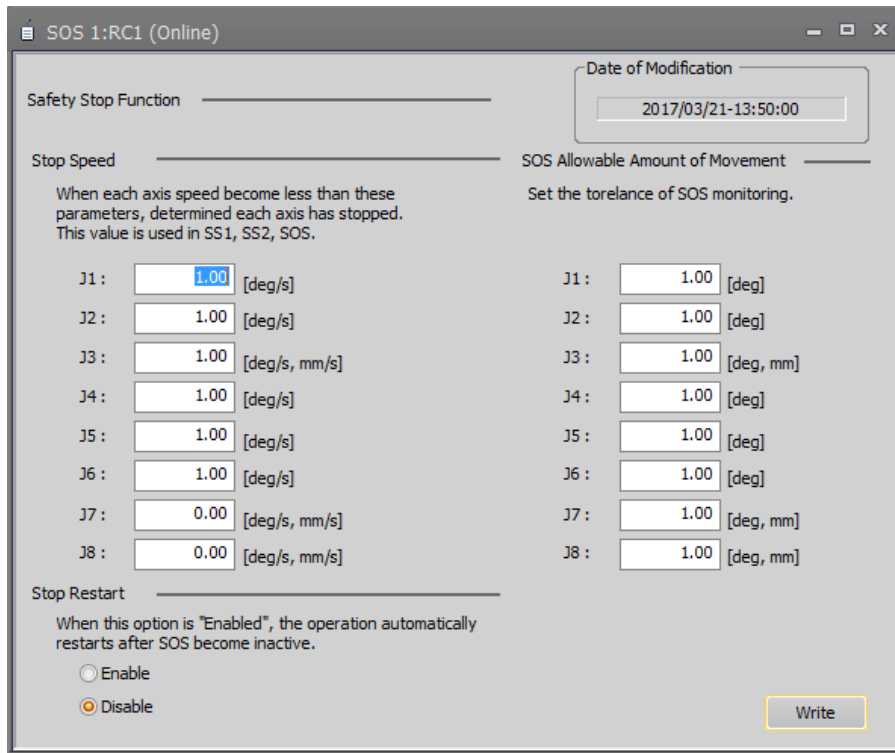 SOS 1:RC1 (Online)
Date of Modification
Safety Stop Function
2017/03/21-13:50:00
Stop Speed
When each axis speed become less than these
parameters, determined each axis has stopped.
This value is used in SS1, SS2, SOS.
J1 : 1.00 [deg/s]
J2 : 1.00 [deg/s]
J3 : 1.00 [deg/s, mm/s]
J4 : 1.00 [deg/s]
J5 : 1.00 [deg/s]
J6 : 1.00 [deg/s]
J7 : 0.00 [deg/s, mm/s]
J8 : 0.00 [deg/s, mm/s]
SOS Allowable Amount of Movement
Set the torelance of SOS monitoring.
J1 : 1.00 [deg]
J2 : 1.00 [deg]
J3 : 1.00 [deg, mm]
J4 : 1.00 [deg]
J5 : 1.00 [deg]
J6 : 1.00 [deg]
J7 : 1.00 [deg, mm]
J8 : 1.00 [deg, mm]
Stop Restart
When this option is "Enabled", the operation automatically
restarts after SOS become inactive.
Enable
Disable
Write